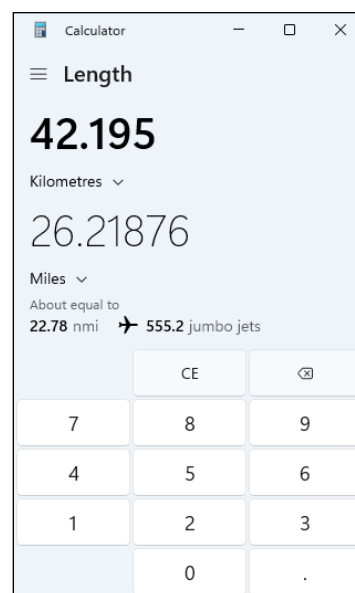 Calculator
Length
42.195
Kilometres
26.21876
Miles
About equal to
22.78 nmi 555.2 jumbo jets
CE
7 8 9
4 5 6
1 2 3
0 .